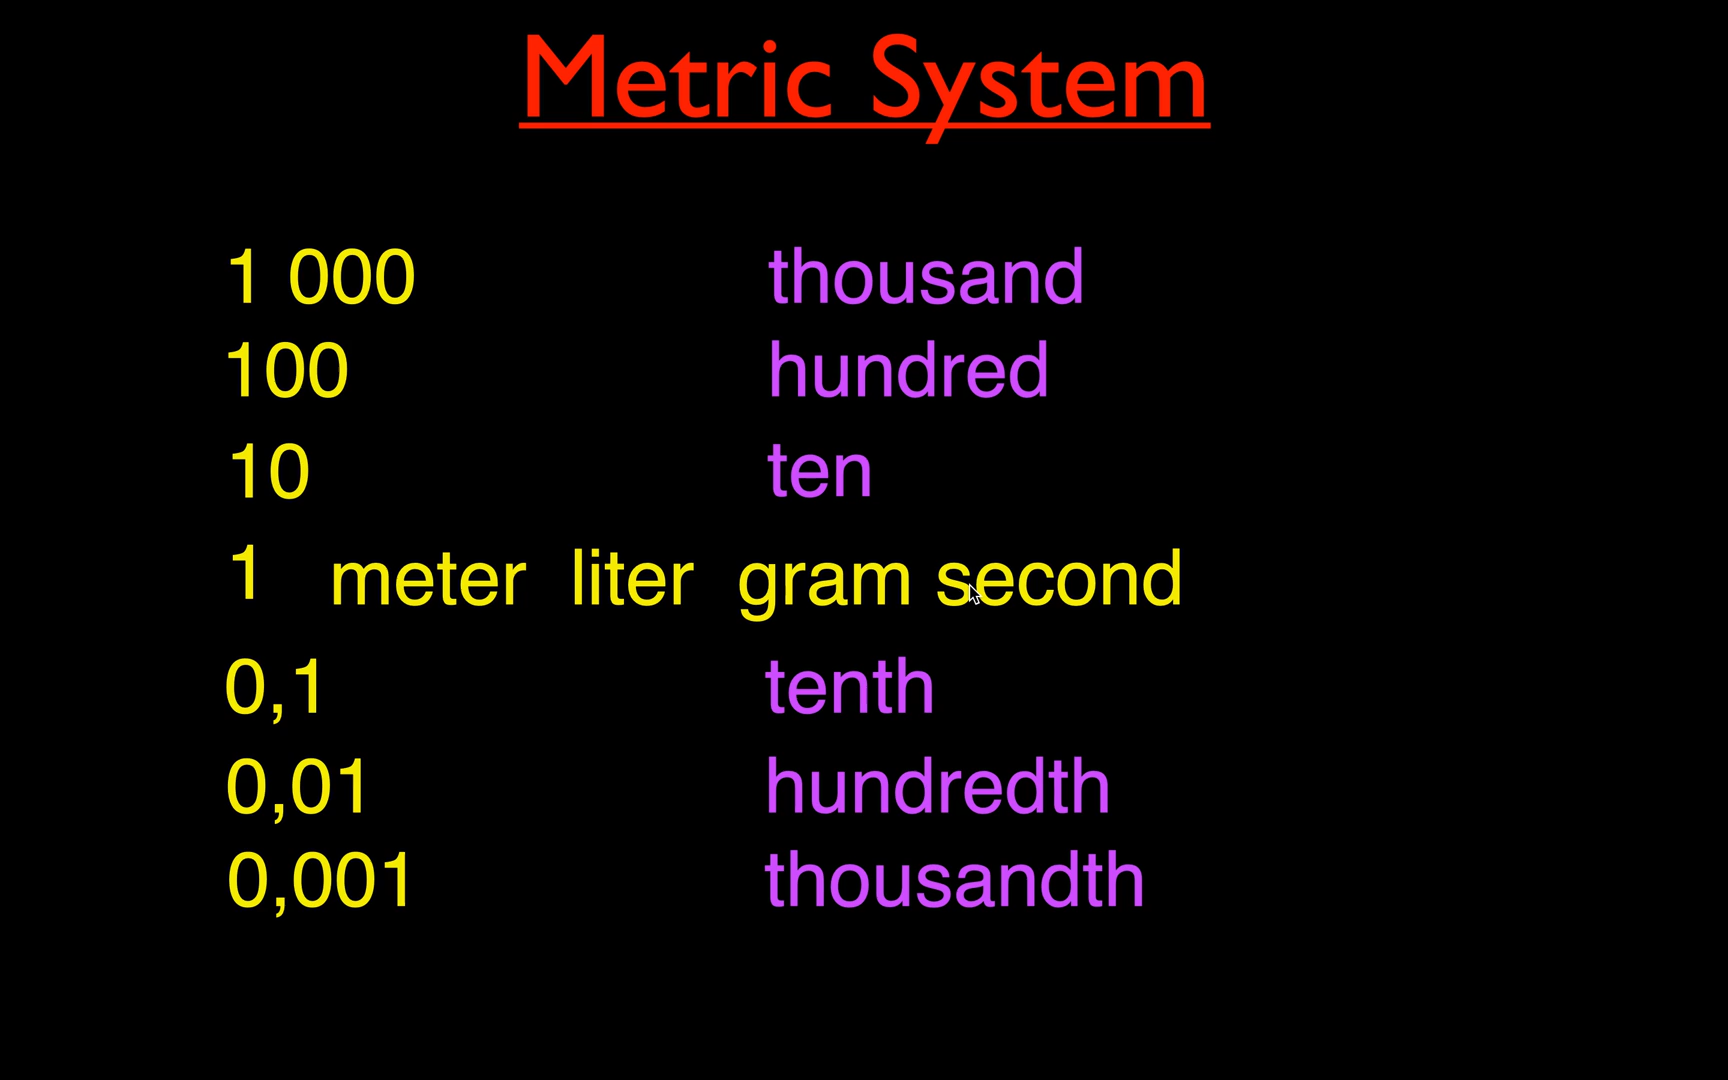 Metric System
1 000 thousand
100 hundred
10 ten
1 meter liter gram second
0,1 tenth
0,01 hundredth
0,001 thousandth